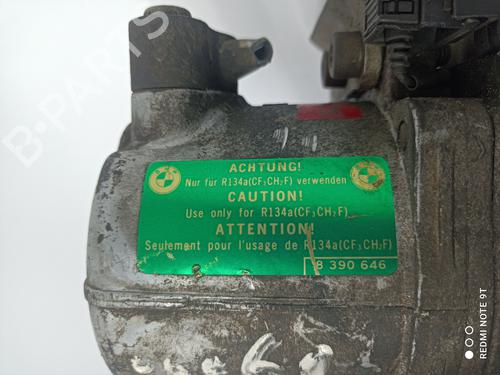 ACHTUNG!
Nur für R134a(CF₃CH₂F) verwenden
CAUTION!
Use only for R134a(CF₃CH₂F)
ATTENTION!
Seulement pour l'usage de R134a(CF₃CH₂F)
8 390 646
B-PARTS
REDMI NOTE 9T